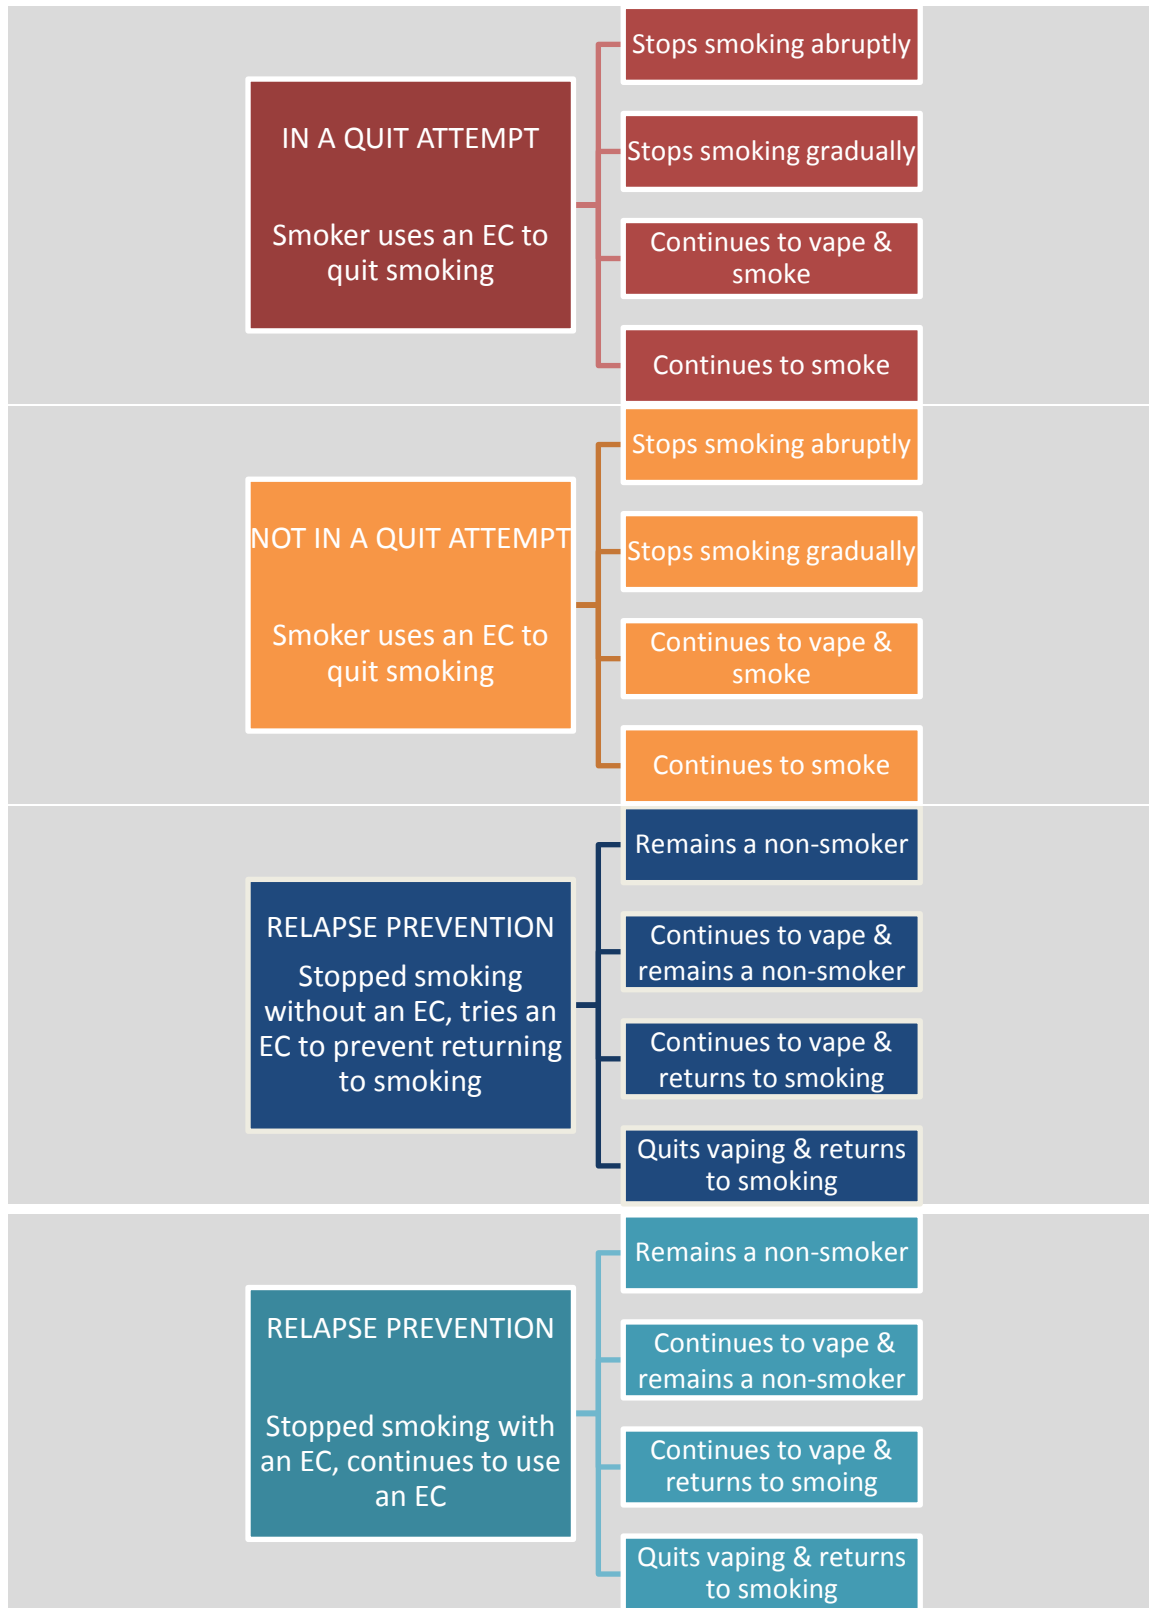 IN A QUIT ATTEMPT
Smoker uses an EC to
quit smoking
Stops smoking abruptly
Stops smoking gradually
Continues to vape &
smoke
Continues to smoke
NOT IN A QUIT ATTEMPT
Smoker uses an EC to
quit smoking
Stops smoking abruptly
Stops smoking gradually
Continues to vape &
smoke
Continues to smoke
RELAPSE PREVENTION
Stopped smoking
without an EC, tries an
EC to prevent returning
to smoking
Remains a non-smoker
Continues to vape &
remains a non-smoker
Continues to vape &
returns to smoking
Quits vaping & returns
to smoking
RELAPSE PREVENTION
Stopped smoking with
an EC, continues to use
an EC
Remains a non-smoker
Continues to vape &
remains a non-smoker
Continues to vape &
returns to smoing
Quits vaping & returns
to smoking